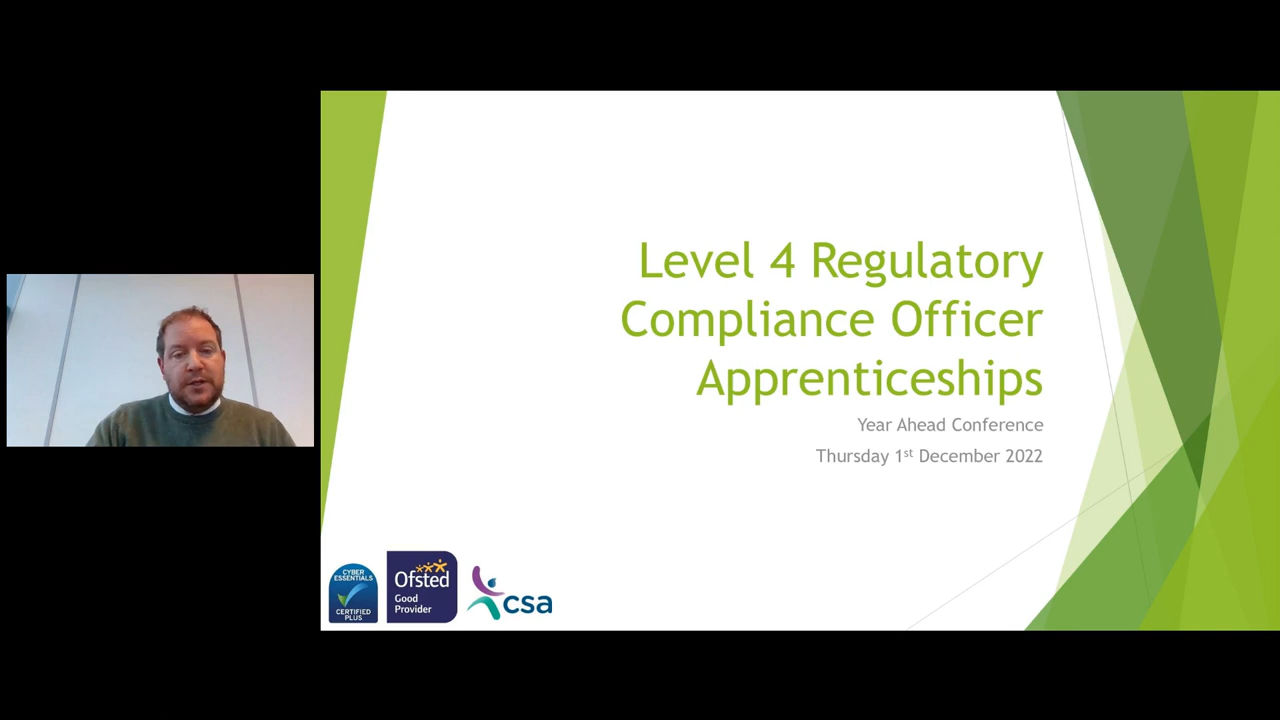 Level 4 Regulatory
Compliance Officer
Apprenticeships
Year Ahead Conference
Thursday 1st December 2022
CYBER
ESSENTIALS
CERTIFIED
PLUS
Ofsted
Good
Provider
csa